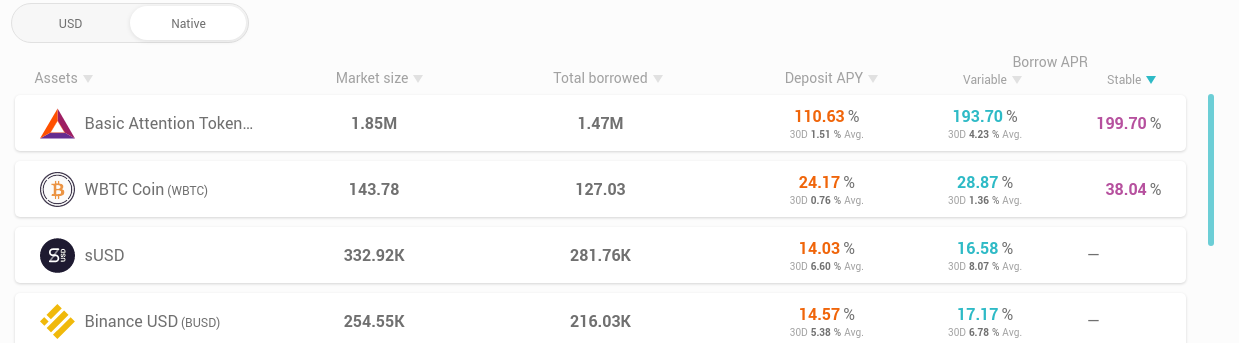 USD Native
Borrow APR
Assets Market size Total borrowed Deposit APY Variable Stable
Basic Attention Token... 1.85M 1.47M 110.63 % 193.70 % 199.70 %
30D 1.51 % Avg. 30D 4.23 % Avg.
WBTC Coin (WBTC) 143.78 127.03 24.17 % 28.87 % 38.04 %
30D 0.76 % Avg. 30D 1.36 % Avg.
sUSD 332.92K 281.76K 14.03 % 16.58 % —
30D 6.60 % Avg. 30D 8.07 % Avg.
Binance USD (BUSD) 254.55K 216.03K 14.57 % 17.17 % —
30D 5.38 % Avg. 30D 6.78 % Avg.